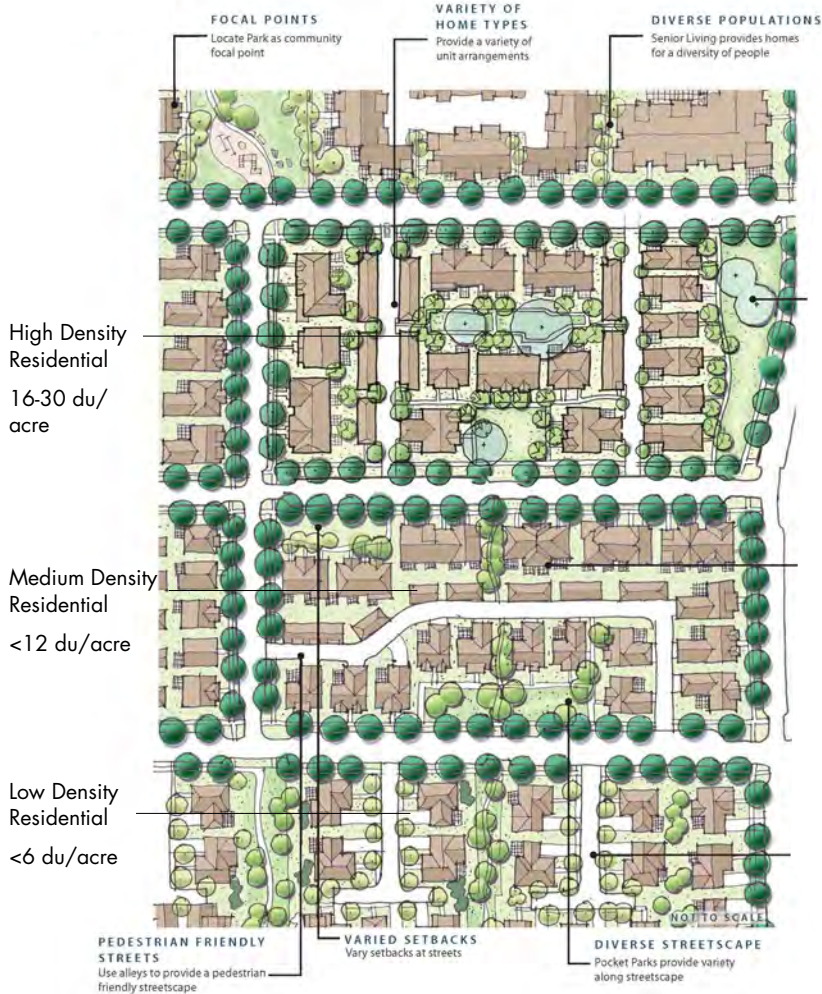 FOCAL POINTS
Locate Park as community
focal point
VARIETY OF
HOME TYPES
Provide a variety of
unit arrangements
DIVERSE POPULATIONS
Senior Living provides homes
for a diversity of people
High Density
Residential
16-30 du/
acre
Medium Density
Residential
<12 du/acre
Low Density
Residential
<6 du/acre
NOT TO SCALE
PEDESTRIAN FRIENDLY
STREETS
Use alleys to provide a pedestrian
friendly streetscape
VARIED SETBACKS
Vary setbacks at streets
DIVERSE STREETSCAPE
Pocket Parks provide variety
along streetscape